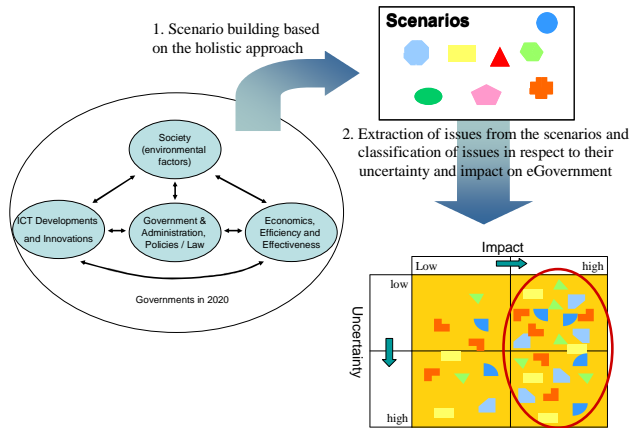 1. Scenario building based
on the holistic approach
Scenarios
Society
(environmental
factors)
ICT Developments
and Innovations
Government &
Administration,
Policies / Law
Economics,
Efficiency and
Effectiveness
Governments in 2020
2. Extraction of issues from the scenarios and
classification of issues in respect to their
uncertainty and impact on eGovernment
Impact
Low
high
low
Uncertainty
high